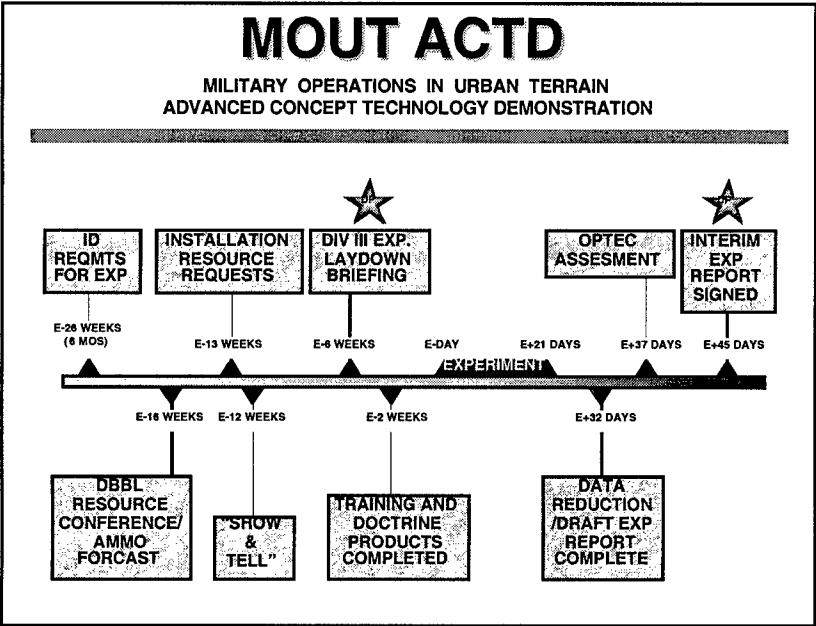 MOUT ACTD
MILITARY OPERATIONS IN URBAN TERRAIN
ADVANCED CONCEPT TECHNOLOGY DEMONSTRATION
DP
DP
ID
REQMTS
FOR EXP
INSTALLATION
RESOURCE
REQUESTS
DIV III EXP.
LAYDOWN
BRIEFING
OPTEC
ASSESMENT
INTERIM
EXP
REPORT
SIGNED
E-26 WEEKS
(6 MOS)
E-13 WEEKS
E-6 WEEKS
E-DAY
E+21 DAYS
E+37 DAYS
E+45 DAYS
EXPERIMENT
E-16 WEEKS
E-12 WEEKS
E-2 WEEKS
E+32 DAYS
DBBL
RESOURCE
CONFERENCE/
AMMO
FORCAST
"SHOW
&
TELL"
TRAINING AND
DOCTRINE
PRODUCTS
COMPLETED
DATA
REDUCTION
/DRAFT EXP
REPORT
COMPLETE